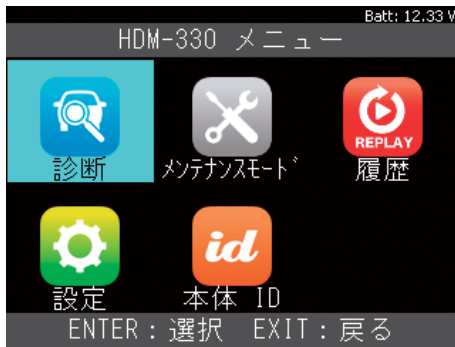 Batt: 12.33 V
HDM-330 メニュー
REPLAY
診断 メンテナンスモード 履歴
id
設定 本体 ID
ENTER：選択 EXIT：戻る